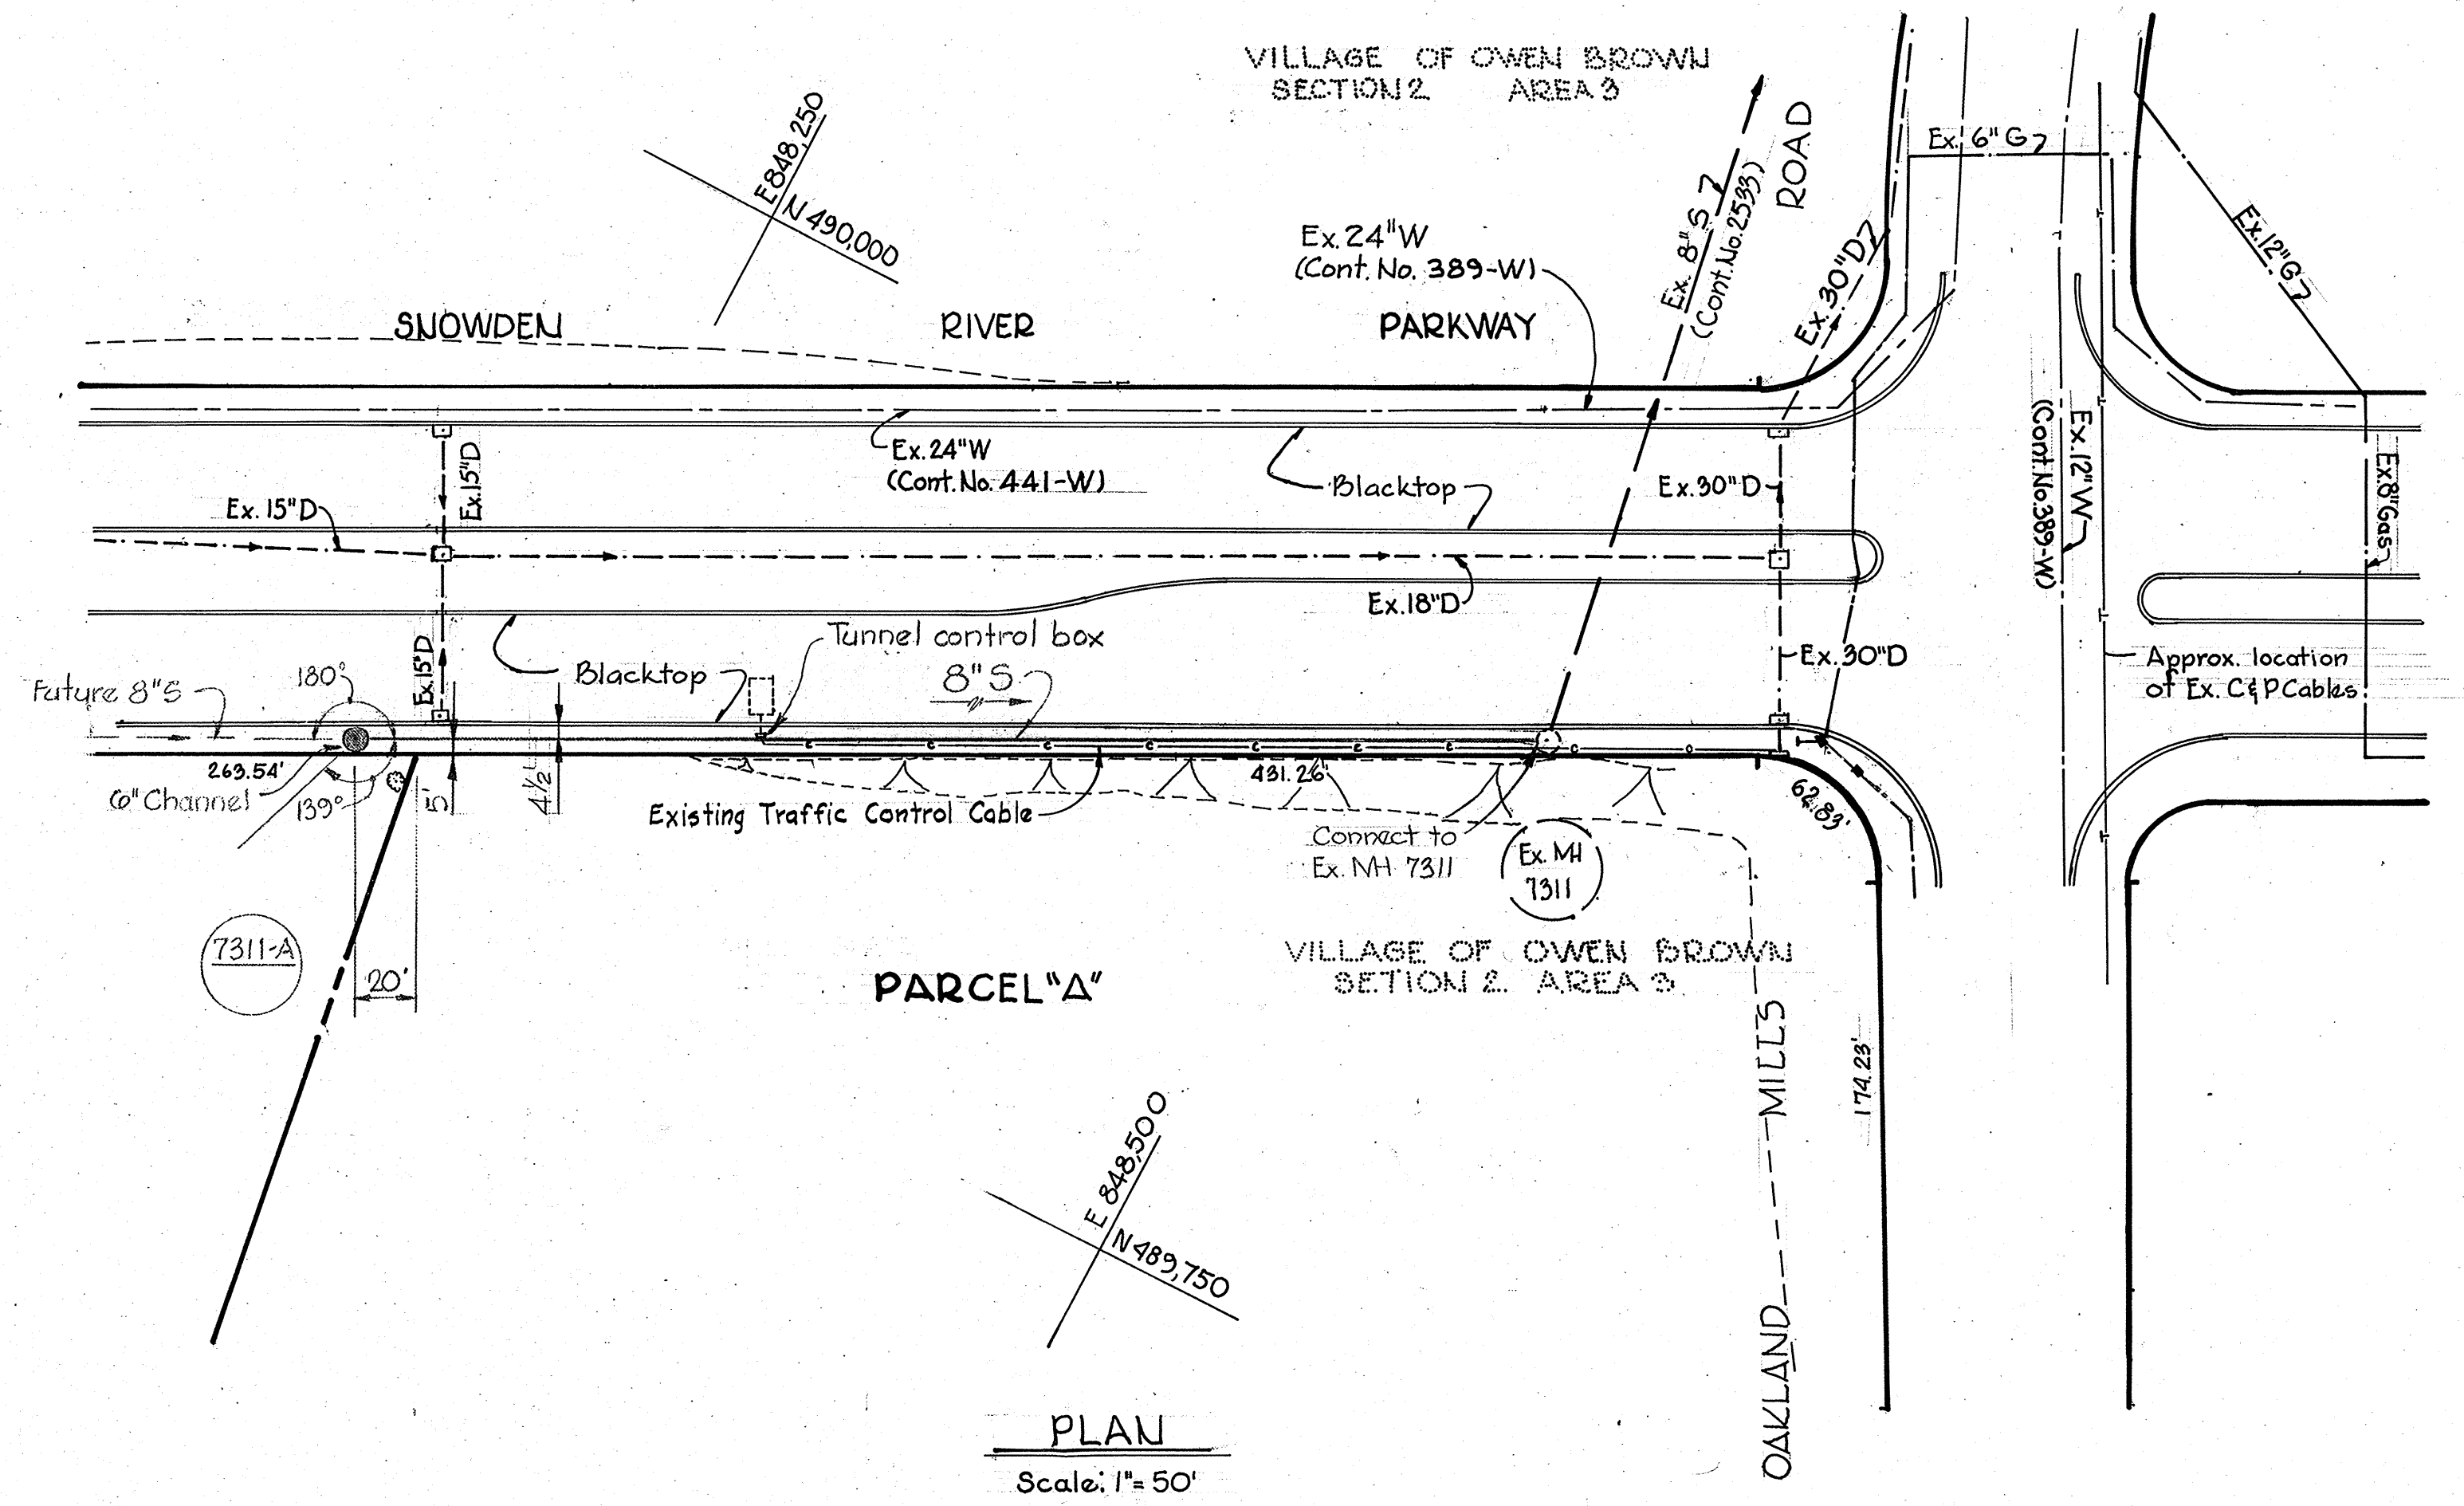 VILLAGE OF OWEN BROWN
SECTION 2 AREA 3
E 848,250
N 490,000
ROAD
Ex. 8" S
(Cont. No. 2533)
Ex. 30" D
Ex. 6" G
Ex. 12" G
Ex. 24" W
(Cont. No. 389-W)
SNOWDEN RIVER PARKWAY
Ex. 24" W
(Cont. No. 441-W)
Blacktop
Ex. 15" D
Ex. 15" D
Ex. 30" D
Ex. 12" W
(Cont No. 389-W)
Ex 8" Gas
Ex. 18" D
Ex. 15" D
Tunnel control box
Blacktop
8" S
Ex. 30" D
Approx. location
of Ex. C&P Cables.
Future 8" S
180°
263.54'
6" Channel
139°
in
4½'
431.26'
Existing Traffic Control Cable
Connect to
Ex. MH 7311
Ex. MH
7311
62.83'
7311-A
20'
PARCEL "A"
VILLAGE OF OWEN BROWN
SETION 2 AREA 3
174.23'
OAKLAND MILLS
E 848,500
N 489,750
PLAN
Scale: 1" = 50'